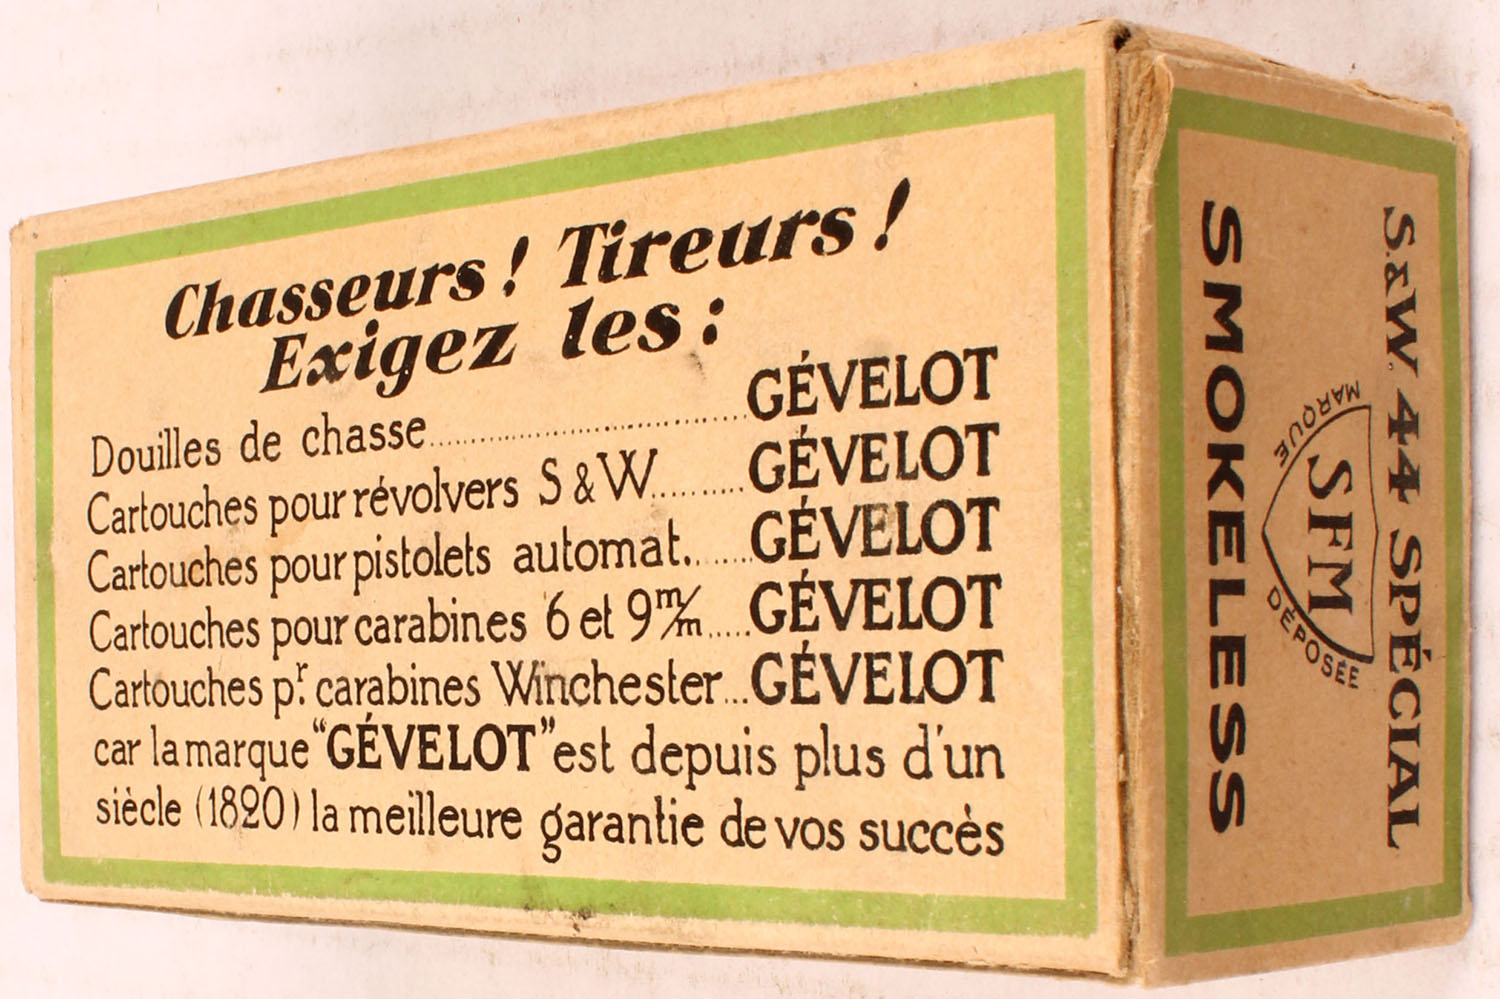 Chasseurs! Tireurs!
Exigez les:
Douilles de chasse.......................GÉVELOT
Cartouches pour révolvers S & W..........GÉVELOT
Cartouches pour pistolets automat........GÉVELOT
Cartouches pour carabines 6 et 9 m/m.....GÉVELOT
Cartouches pr. carabines Winchester...GÉVELOT
car la marque "GÉVELOT" est depuis plus d'un
siècle (1820) la meilleure garantie de vos succès
S.&W. 44 SPÉCIAL
MARQUE
SFM
DÉPOSÉE
SMOKELESS